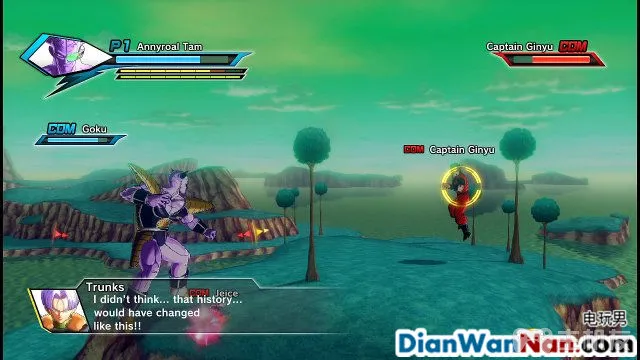 P1 Annyroal Tam
Captain Ginyu COM
COM Goku
COM Captain Ginyu
Trunks
COM Jeice
I didn't think... that history...
would have changed
like this!!
电玩男
DianWanNan.com